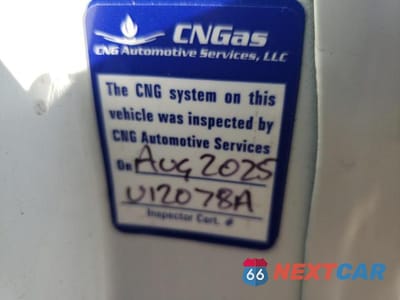 CNGas
CNG Automotive Services, LLC
The CNG system on this
vehicle was inspected by
CNG Automotive Services
On Aug 2025
U12078A
Inspector Cert. #
66 NEXTCAR